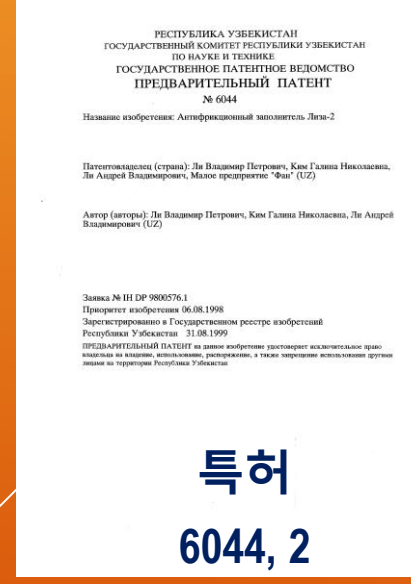 РЕСПУБЛИКА УЗБЕКИСТАН
ГОСУДАРСТВЕННЫЙ КОМИТЕТ РЕСПУБЛИКИ УЗБЕКИСТАН
ПО НАУКЕ И ТЕХНИКЕ
ГОСУДАРСТВЕННОЕ ПАТЕНТНОЕ ВЕДОМСТВО
ПРЕДВАРИТЕЛЬНЫЙ ПАТЕНТ
№ 6044
Название изобретения: Антифрикционный заполнитель Лиза-2
Патентовладелец (страна): Ли Владимир Петрович, Ким Галина Николаевна,
Ли Андрей Владимирович, Малое предприятие "Фан" (UZ)
Автор (авторы): Ли Владимир Петрович, Ким Галина Николаевна, Ли Андрей
Владимирович (UZ)
Заявка № IH DP 9800576.1
Приоритет изобретения 06.08.1998
Зарегистрированно в Государственном реестре изобретений
Республики Узбекистан 31.08.1999
ПРЕДВАРИТЕЛЬНЫЙ ПАТЕНТ на данное изобретение удостоверяет исключительное право
владельца на владение, использование, распоряжение, а также запрещение использования другими
лицами на территории Республики Узбекистан
특허
6044, 2